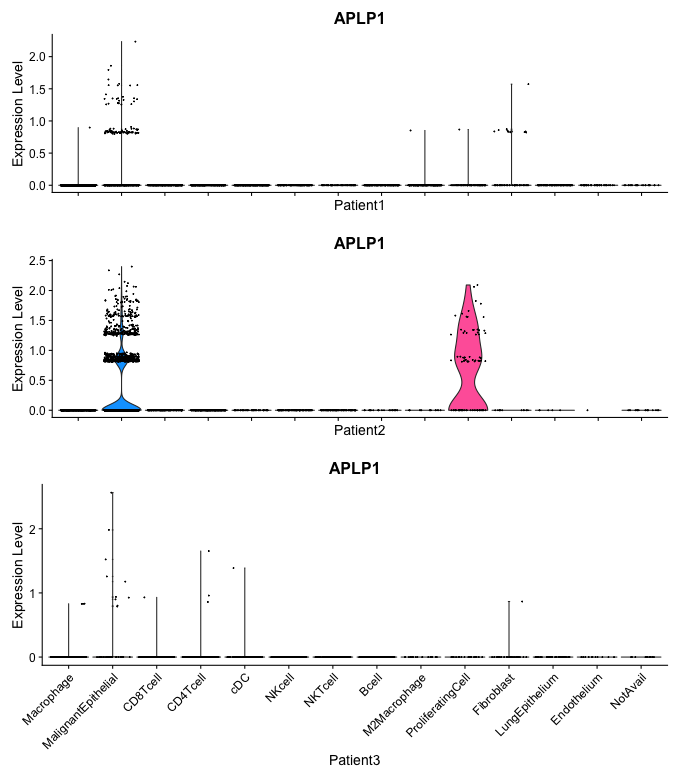 APLP1
Expression Level
2.0
1.5
1.0
0.5
0.0
Patient1
APLP1
Expression Level
2.5
2.0
1.5
1.0
0.5
0.0
Patient2
APLP1
Expression Level
2
1
0
Macrophage
MalignantEpithelial
CD8Tcell
CD4Tcell
cDC
NKcell
NKTcell
Bcell
M2Macrophage
ProliferatingCell
Fibroblast
LungEpithelium
Endothelium
NotAvail
Patient3